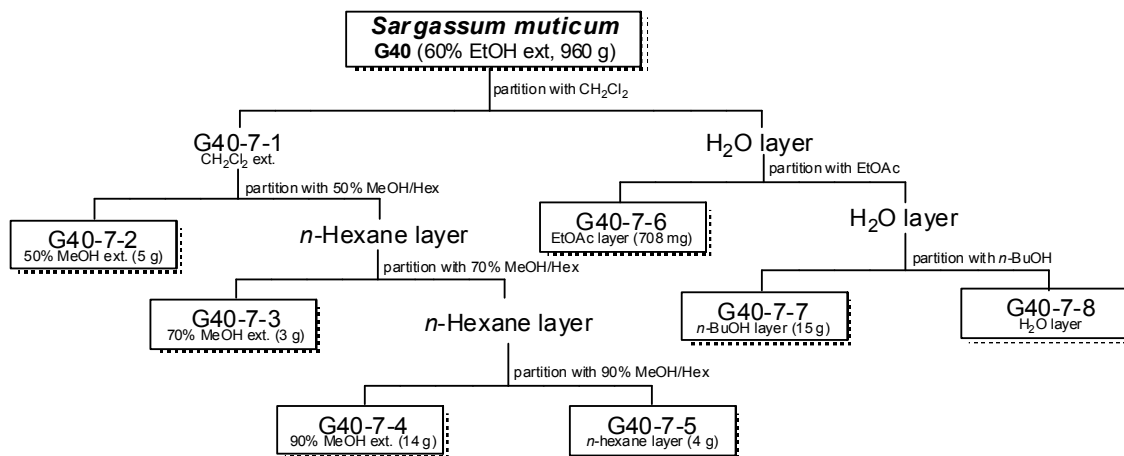 Sargassum muticum
G40 (60% EtOH ext, 960 g)
partition with CH₂Cl₂
G40-7-1
CH₂Cl₂ ext.
H₂O layer
partition with 50% MeOH/Hex
partition with EtOAc
G40-7-2
50% MeOH ext. (5 g)
n-Hexane layer
G40-7-6
EtOAc layer (708 mg)
H₂O layer
partition with 70% MeOH/Hex
partition with n-BuOH
G40-7-3
70% MeOH ext. (3 g)
n-Hexane layer
G40-7-7
n-BuOH layer (15 g)
G40-7-8
H₂O layer
partition with 90% MeOH/Hex
G40-7-4
90% MeOH ext. (14 g)
G40-7-5
n-hexane layer (4 g)